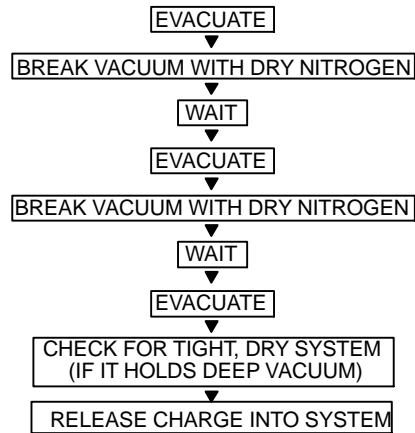 EVACUATE
BREAK VACUUM WITH DRY NITROGEN
WAIT
EVACUATE
BREAK VACUUM WITH DRY NITROGEN
WAIT
EVACUATE
CHECK FOR TIGHT, DRY SYSTEM
(IF IT HOLDS DEEP VACUUM)
RELEASE CHARGE INTO SYSTEM